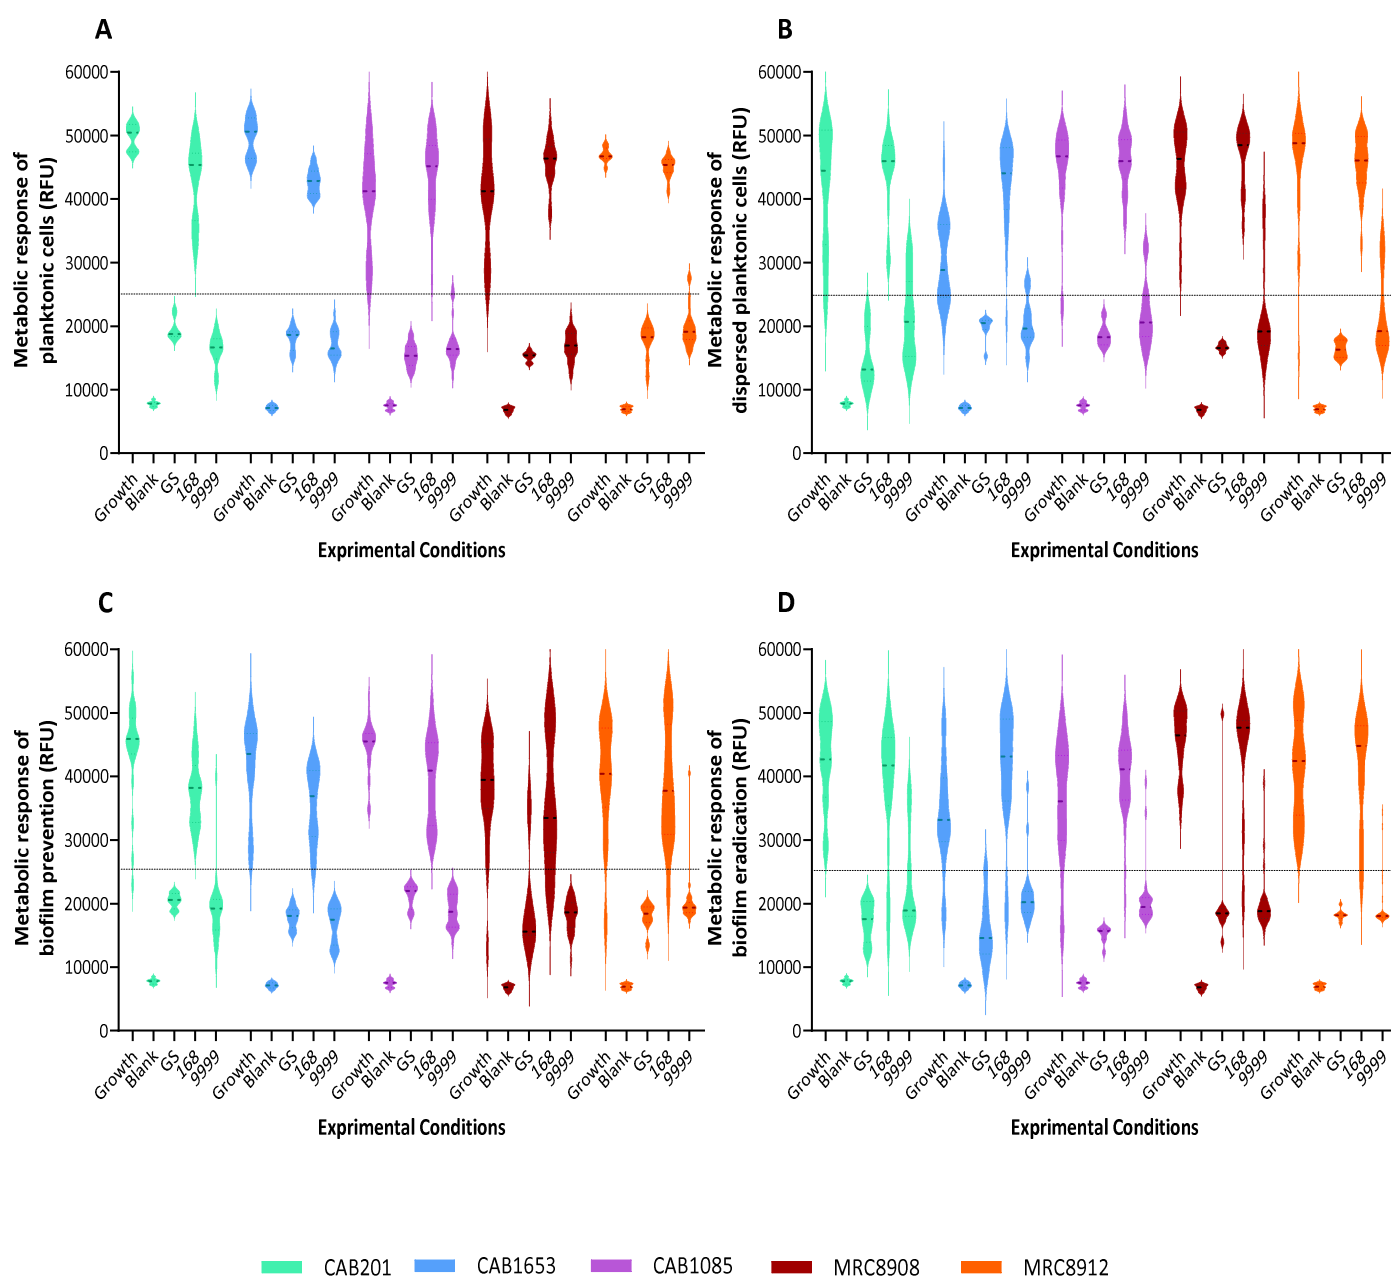 A
Metabolic response of
planktonic cells (RFU)
60000
50000
40000
30000
20000
10000
0
Growth Blank GS 168 9999 Growth Blank GS 168 9999 Growth Blank GS 168 9999 Growth Blank GS 168 9999 Growth Blank GS 168 9999
Exprimental Conditions
B
Metabolic response of
dispersed planktonic cells (RFU)
60000
50000
40000
30000
20000
10000
0
Growth Blank GS 168 9999 Growth Blank GS 168 9999 Growth Blank GS 168 9999 Growth Blank GS 168 9999 Growth Blank GS 168 9999
Exprimental Conditions
C
Metabolic response of
biofilm prevention (RFU)
60000
50000
40000
30000
20000
10000
0
Growth Blank GS 168 9999 Growth Blank GS 168 9999 Growth Blank GS 168 9999 Growth Blank GS 168 9999 Growth Blank GS 168 9999
Exprimental Conditions
D
Metabolic response of
biofilm eradication (RFU)
60000
50000
40000
30000
20000
10000
0
Growth Blank GS 168 9999 Growth Blank GS 168 9999 Growth Blank GS 168 9999 Growth Blank GS 168 9999 Growth Blank GS 168 9999
Exprimental Conditions
CAB201 CAB1653 CAB1085 MRC8908 MRC8912